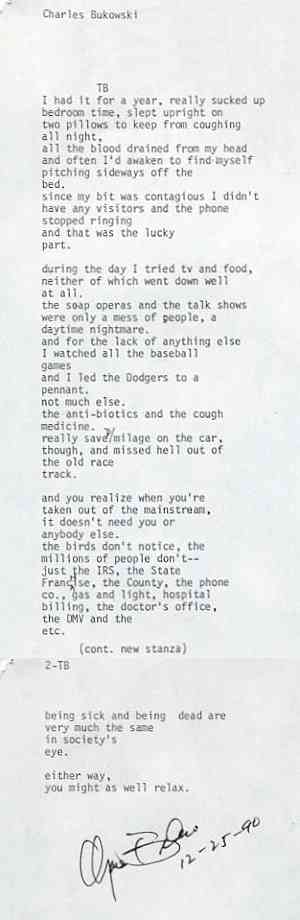 Charles Bukowski
TB
I had it for a year, really sucked up
bedroom time, slept upright on
two pillows to keep from coughing
all night,
all the blood drained from my head
and often I'd awaken to find myself
pitching sideways off the
bed.
since my bit was contagious I didn't
have any visitors and the phone
stopped ringing
and that was the lucky
part.
during the day I tried tv and food,
neither of which went down well
at all.
the soap operas and the talk shows
were only a mess of people, a
daytime nightmare.
and for the lack of anything else
I watched all the baseball
games
and I led the Dodgers to a
pennant.
not much else.
the anti-biotics and the cough
medicine.
really save milage on the car,
though, and missed hell out of
the old race
track.
and you realize when you're
taken out of the mainstream,
it doesn't need you or
anybody else.
the birds don't notice, the
millions of people don't--
just the IRS, the State
Franchise, the County, the phone
co., gas and light, hospital
billing, the doctor's office,
the DMV and the
etc.
(cont. new stanza)
2-TB
being sick and being dead are
very much the same
in society's
eye.
either way,
you might as well relax.
12-25-90